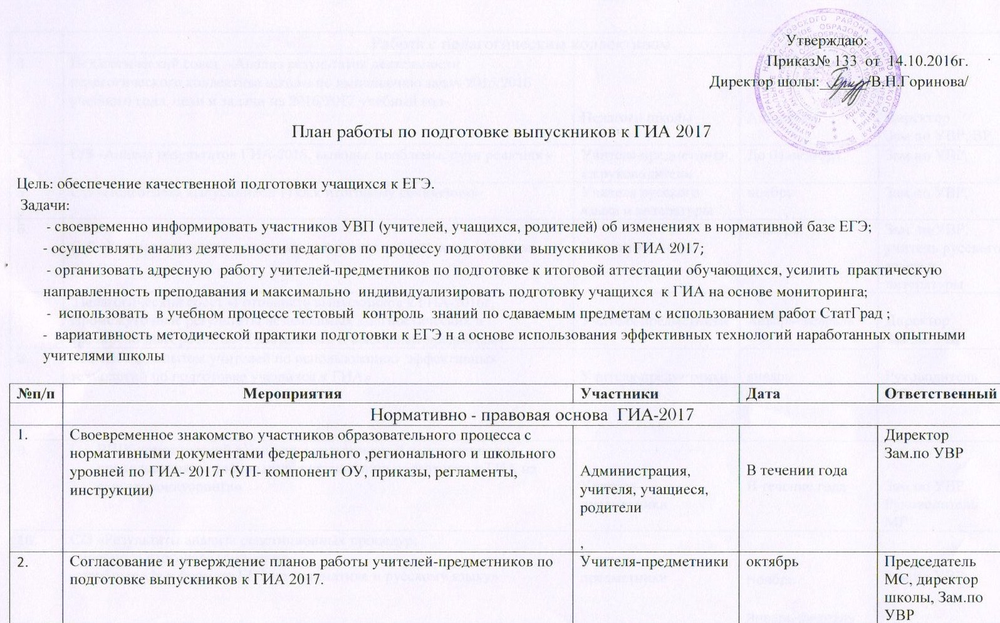 Утверждаю:
Приказ№ 133 от 14.10.2016г.
Директор шолы: /В.Н.Горинова/
План работы по подготовке выпускников к ГИА 2017
Цель: обеспечение качественной подготовки учащихся к ЕГЭ.
Задачи:
- своевременно информировать участников УВП (учителей, учащихся, родителей) об изменениях в нормативной базе ЕГЭ;
- осуществлять анализ деятельности педагогов по процессу подготовки выпускников к ГИА 2017;
- организовать адресную работу учителей-предметников по подготовке к итоговой аттестации обучающихся, усилить практическую
направленность преподавания и максимально индивидуализировать подготовку учащихся к ГИА на основе мониторинга;
- использовать в учебном процессе тестовый контроль знаний по сдаваемым предметам с использованием работ СтатГрад ;
- вариативность методической практики подготовки к ЕГЭ н а основе использования эффективных технологий наработанных опытными
учителями школы
№п/п Мероприятия Участники Дата Ответственный
Нормативно - правовая основа ГИА-2017
1. Своевременное знакомство участников образовательного процесса с
нормативными документами федерального ,регионального и школьного
уровней по ГИА- 2017г (УП- компонент ОУ, приказы, регламенты,
инструкции)
Администрация,
учителя, учащиеся,
родители
,
В течении года
Директор
Зам.по УВР
2. Согласование и утверждение планов работы учителей-предметников по
подготовке выпускников к ГИА 2017.
Учителя-предметники
октябрь
Председатель
МС, директор
школы, Зам.по
УВР